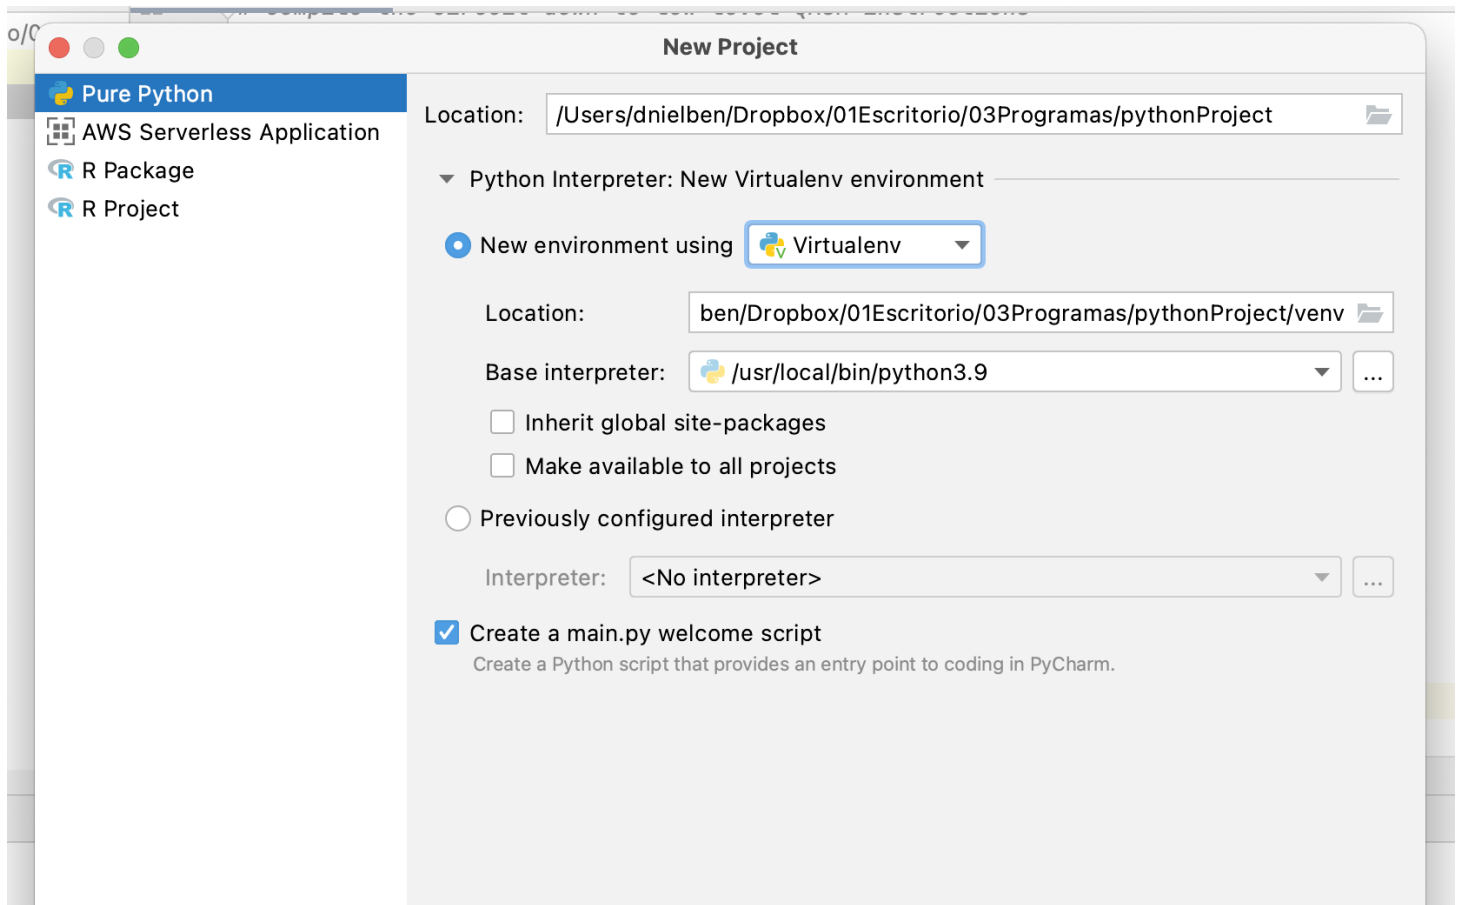 New Project
Pure Python
AWS Serverless Application
R Package
R Project
Location: /Users/dnielben/Dropbox/01Escritorio/03Programas/pythonProject
Python Interpreter: New Virtualenv environment
New environment using Virtualenv
Location: ben/Dropbox/01Escritorio/03Programas/pythonProject/venv
Base interpreter: /usr/local/bin/python3.9 ...
Inherit global site-packages
Make available to all projects
Previously configured interpreter
Interpreter: <No interpreter> ...
Create a main.py welcome script
Create a Python script that provides an entry point to coding in PyCharm.